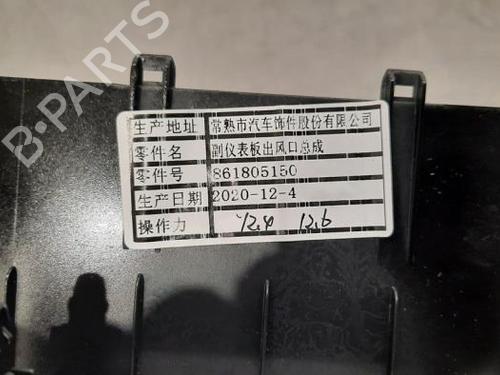 B-PARTS
生产地址 常熟市汽车饰件股份有限公司
零件名 副仪表板出风口总成
零件号 861805150
生产日期 2020-12-4
操作力 12.4 12.6